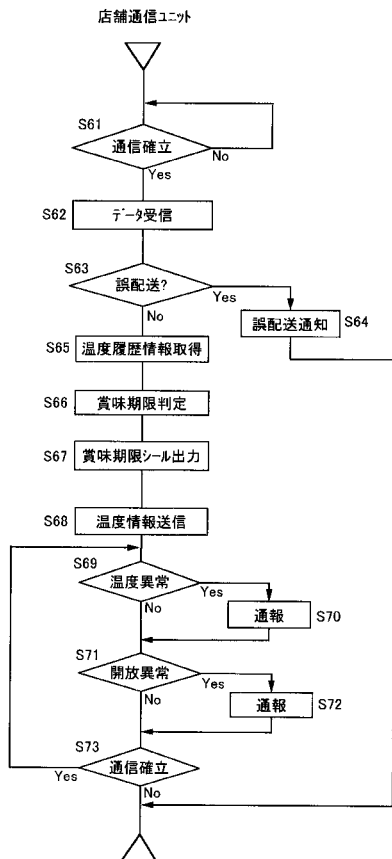 店舗通信ユニット
S61
通信確立
No
Yes
S62
データ受信
S63
誤配送?
Yes
No
誤配送通知
S64
S65
温度履歴情報取得
S66
賞味期限判定
S67
賞味期限シール出力
S68
温度情報送信
S69
温度異常
Yes
No
通報
S70
S71
開放異常
Yes
No
通報
S72
S73
通信確立
Yes
No